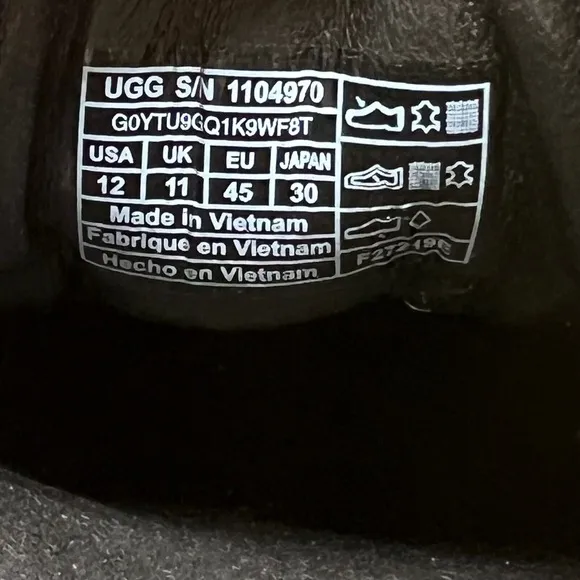 UGG S/N 1104970
G0YTU9GQ1K9WF8T
USA UK EU JAPAN
12 11 45 30
Made in Vietnam
Fabriqué en Vietnam
Hecho en Vietnam